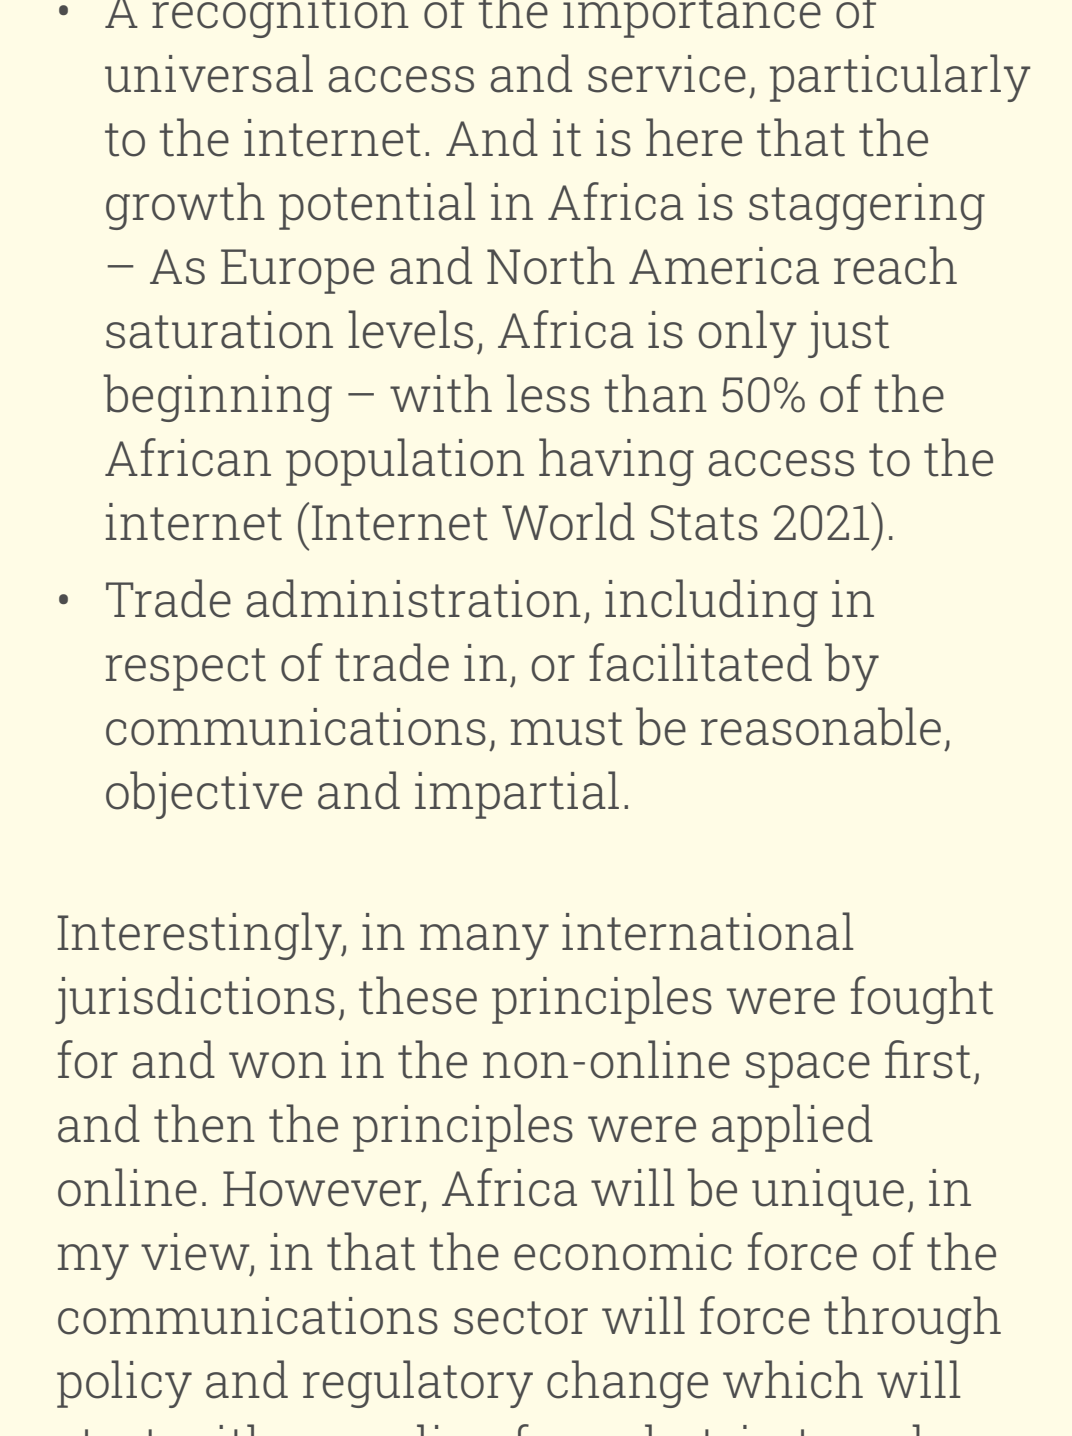 • A recognition of the importance of
universal access and service, particularly
to the internet. And it is here that the
growth potential in Africa is staggering
– As Europe and North America reach
saturation levels, Africa is only just
beginning – with less than 50% of the
African population having access to the
internet (Internet World Stats 2021).
• Trade administration, including in
respect of trade in, or facilitated by
communications, must be reasonable,
objective and impartial.
Interestingly, in many international
jurisdictions, these principles were fought
for and won in the non-online space first,
and then the principles were applied
online. However, Africa will be unique, in
my view, in that the economic force of the
communications sector will force through
policy and regulatory change which will